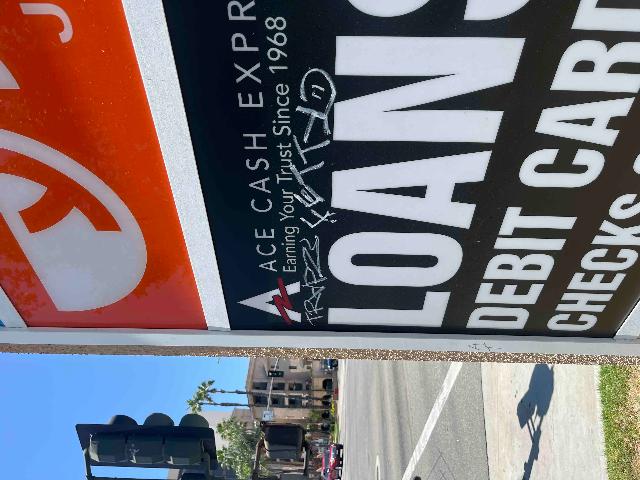 ACE CASH EXPR
Earning Your Trust Since 1968
LOANS
DEBIT CARD
CHECKS